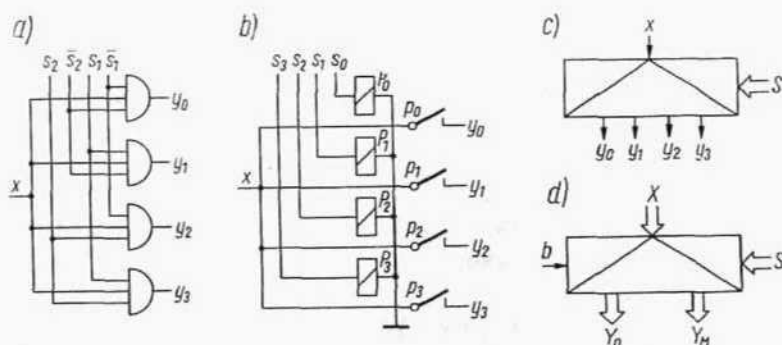 a)
s₂ s̄₂ s₁ s̄₁
y₀
y₁
x
y₂
y₃
b)
s₃ s₂ s₁ s₀
P₀
p₀
y₀
P₁
x
p₁
y₁
P₂
p₂
y₂
P₃
p₃
y₃
c)
x
S
y₀ y₁ y₂ y₃
d)
X
b
S
Y₀ Y_M